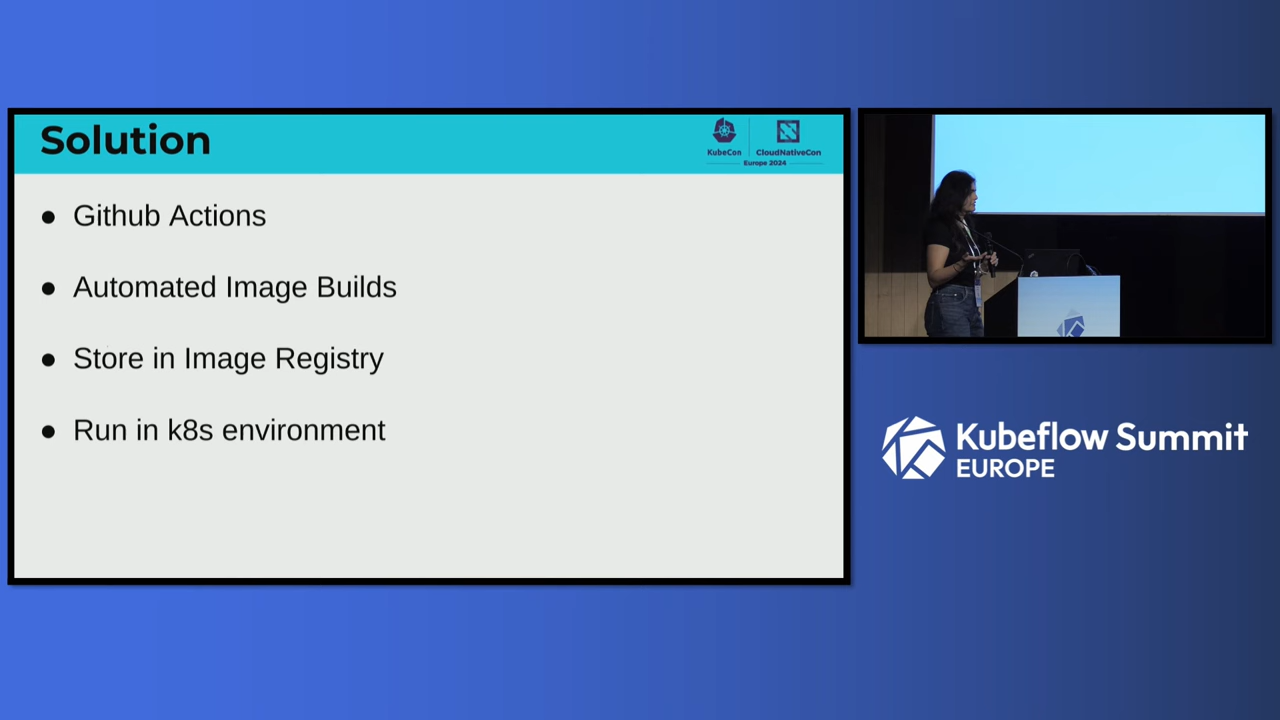 Solution
KubeCon
CloudNativeCon
Europe 2024
● Github Actions
● Automated Image Builds
● Store in Image Registry
● Run in k8s environment
Kubeflow Summit
EUROPE